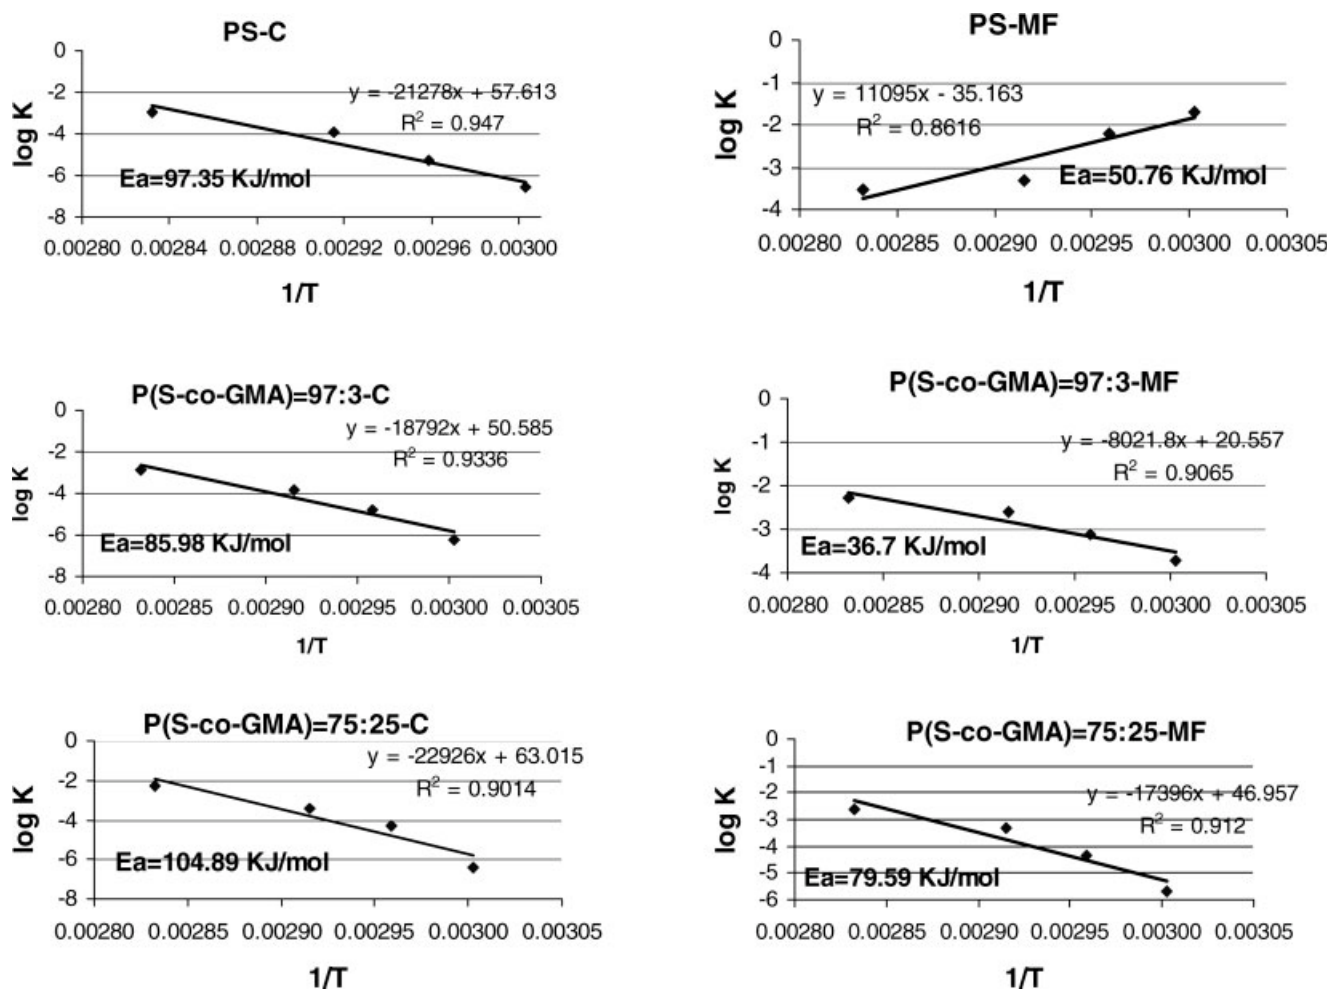 PS-C
0
-2
-4
-6
-8
log K
y = -21278x + 57.613
R² = 0.947
Ea=97.35 KJ/mol
0.00280 0.00284 0.00288 0.00292 0.00296 0.00300
1/T
PS-MF
0
-1
-2
-3
-4
log K
y = 11095x - 35.163
R² = 0.8616
Ea=50.76 KJ/mol
0.00280 0.00285 0.00290 0.00295 0.00300 0.00305
1/T
P(S-co-GMA)=97:3-C
0
-2
-4
-6
-8
log K
y = -18792x + 50.585
R² = 0.9336
Ea=85.98 KJ/mol
0.00280 0.00285 0.00290 0.00295 0.00300 0.00305
1/T
P(S-co-GMA)=97:3-MF
0
-1
-2
-3
-4
log K
y = -8021.8x + 20.557
R² = 0.9065
Ea=36.7 KJ/mol
0.00280 0.00285 0.00290 0.00295 0.00300 0.00305
1/T
P(S-co-GMA)=75:25-C
0
-2
-4
-6
-8
log K
y = -22926x + 63.015
R² = 0.9014
Ea=104.89 KJ/mol
0.00280 0.00285 0.00290 0.00295 0.00300 0.00305
1/T
P(S-co-GMA)=75:25-MF
0
-1
-2
-3
-4
-5
-6
log K
y = -17396x + 46.957
R² = 0.912
Ea=79.59 KJ/mol
0.00280 0.00285 0.00290 0.00295 0.00300 0.00305
1/T